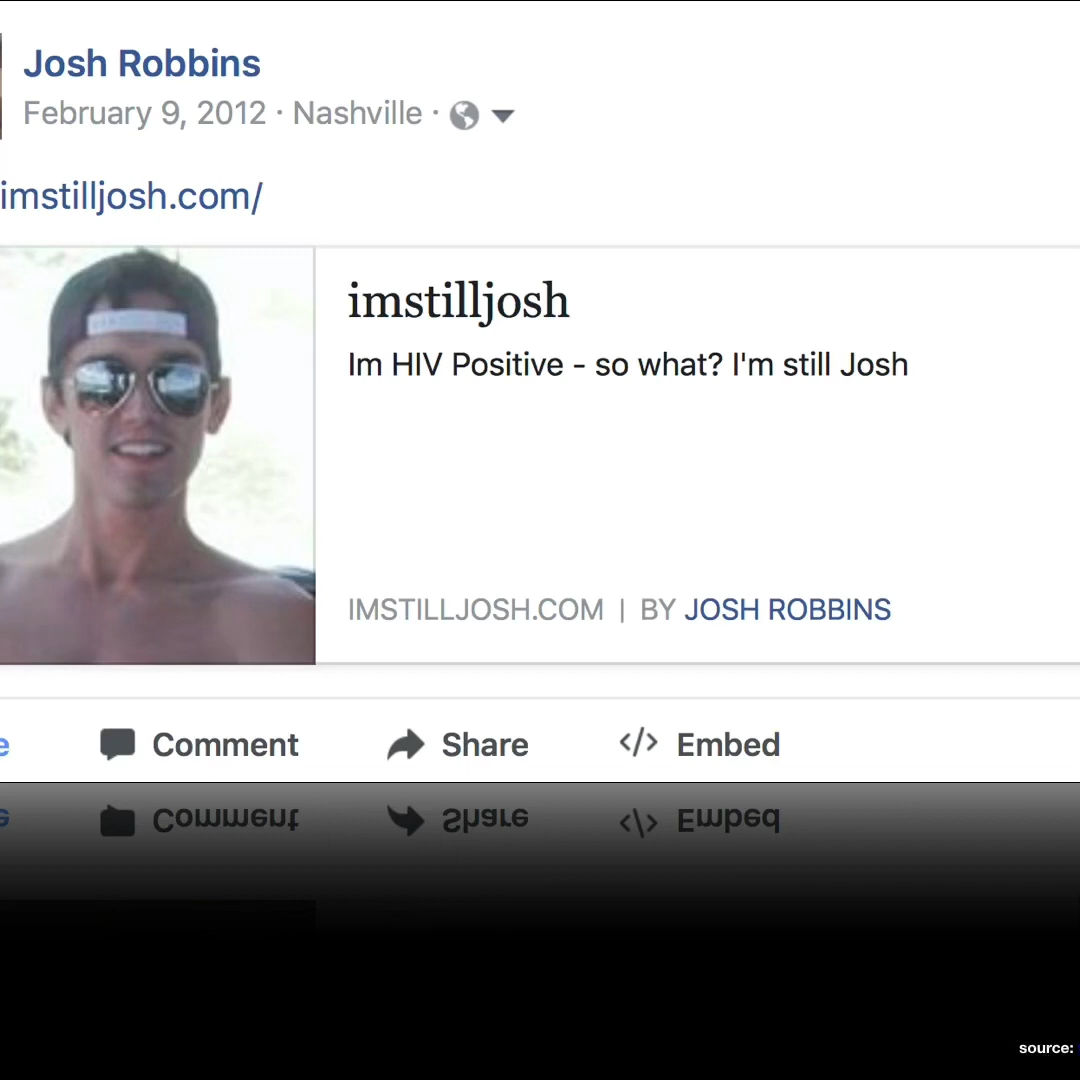 Josh Robbins
February 9, 2012 · Nashville ·
imstilljosh.com/
imstilljosh
Im HIV Positive - so what? I'm still Josh
IMSTILLJOSH.COM | BY JOSH ROBBINS
e Comment Share </> Embed
source: